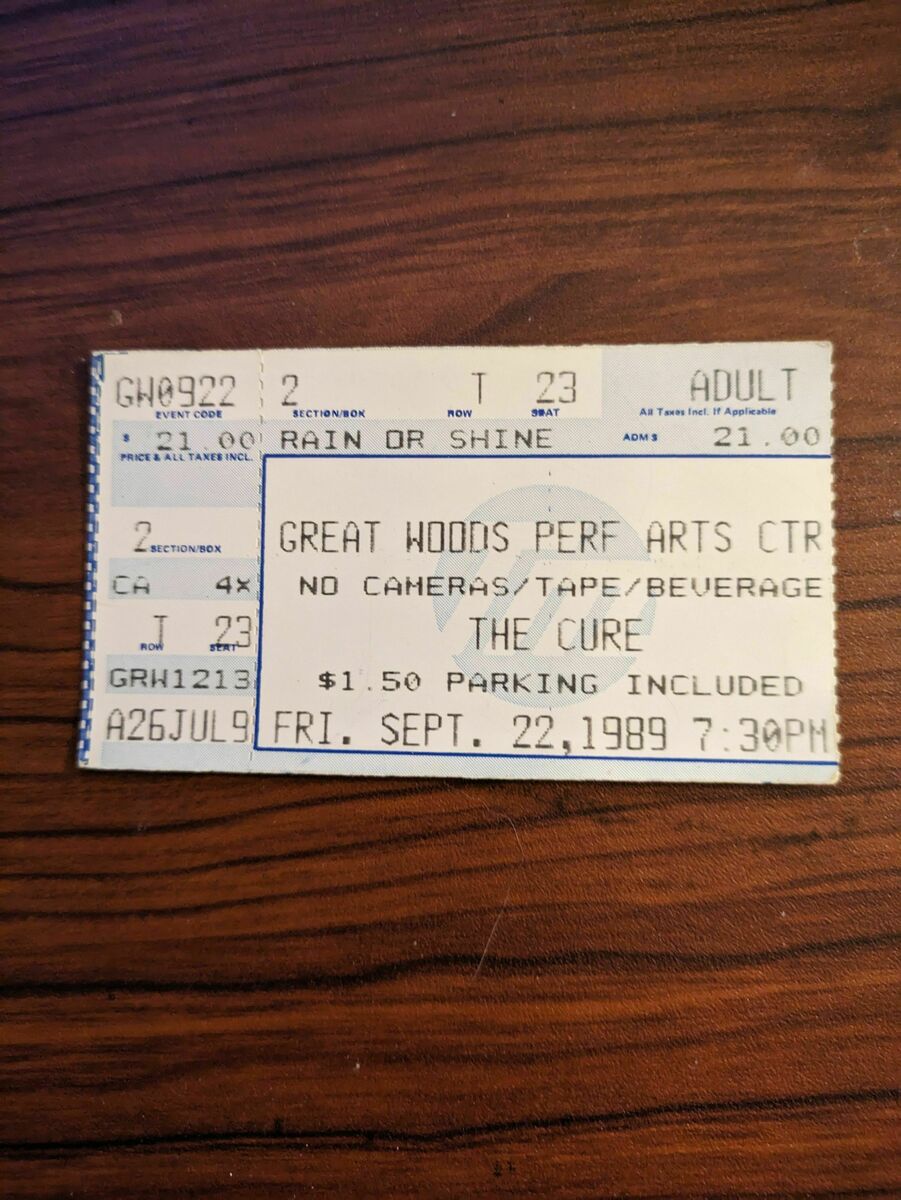 GW0922
EVENT CODE
$ 21.00
PRICE & ALL TAXES INCL.
2 SECTION/BOX
CA 4X
T 23
ROW SEAT
GRW1213
A26JUL9
2 T 23 ADULT
SECTION/BOX ROW SEAT All Taxes Incl. If Applicable
RAIN OR SHINE ADM $ 21.00
GREAT WOODS PERF ARTS CTR
NO CAMERAS/TAPE/BEVERAGE
THE CURE
$1.50 PARKING INCLUDED
FRI. SEPT. 22,1989 7:30PM